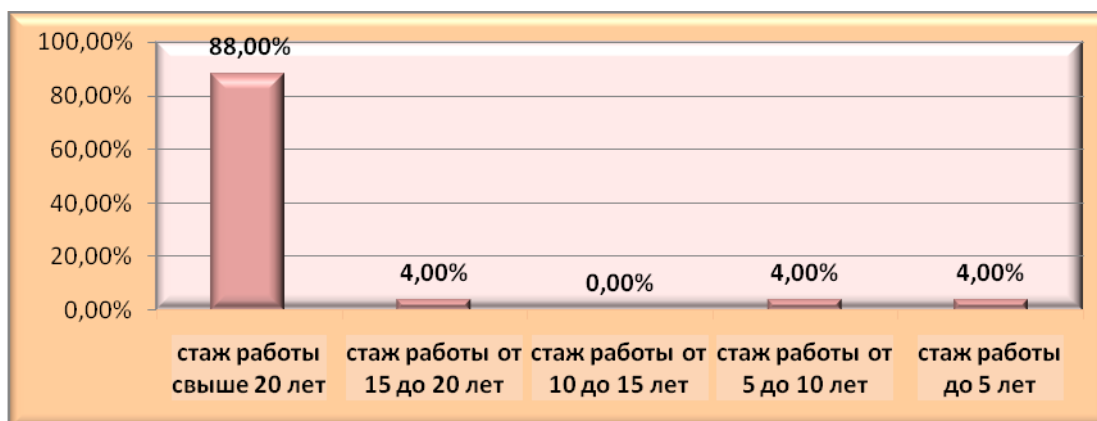 100,00%
80,00%
60,00%
40,00%
20,00%
0,00%
88,00%
4,00%
0,00%
4,00%
4,00%
стаж работы
свыше 20 лет
стаж работы от
15 до 20 лет
стаж работы от
10 до 15 лет
стаж работы от
5 до 10 лет
стаж работы
до 5 лет